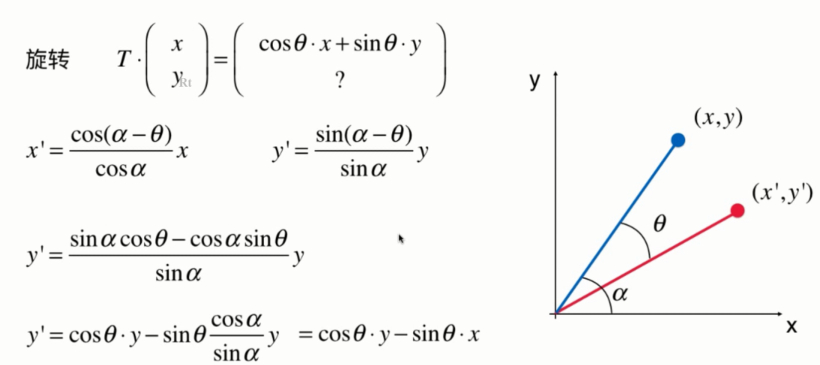 旋转 T · ( x y ) = ( cosθ · x + sinθ · y ? )
x' = cos(α − θ) / cosα x y' = sin(α − θ) / sinα y
y' = sinα cosθ − cosα sinθ / sinα y
y' = cosθ · y − sinθ cosα / sinα y = cosθ · y − sinθ · x
y
(x, y)
(x', y')
θ
α
x